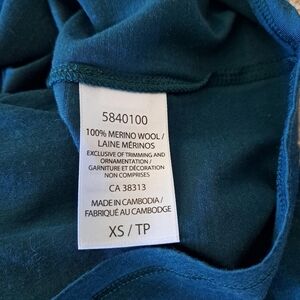 5840100
100% MERINO WOOL /
LAINE MÉRINOS
EXCLUSIVE OF TRIMMING AND
ORNAMENTATION /
GARNITURE ET DÉCORATION
NON COMPRISES
CA 38313
MADE IN CAMBODIA /
FABRIQUÉ AU CAMBODGE
XS / TP